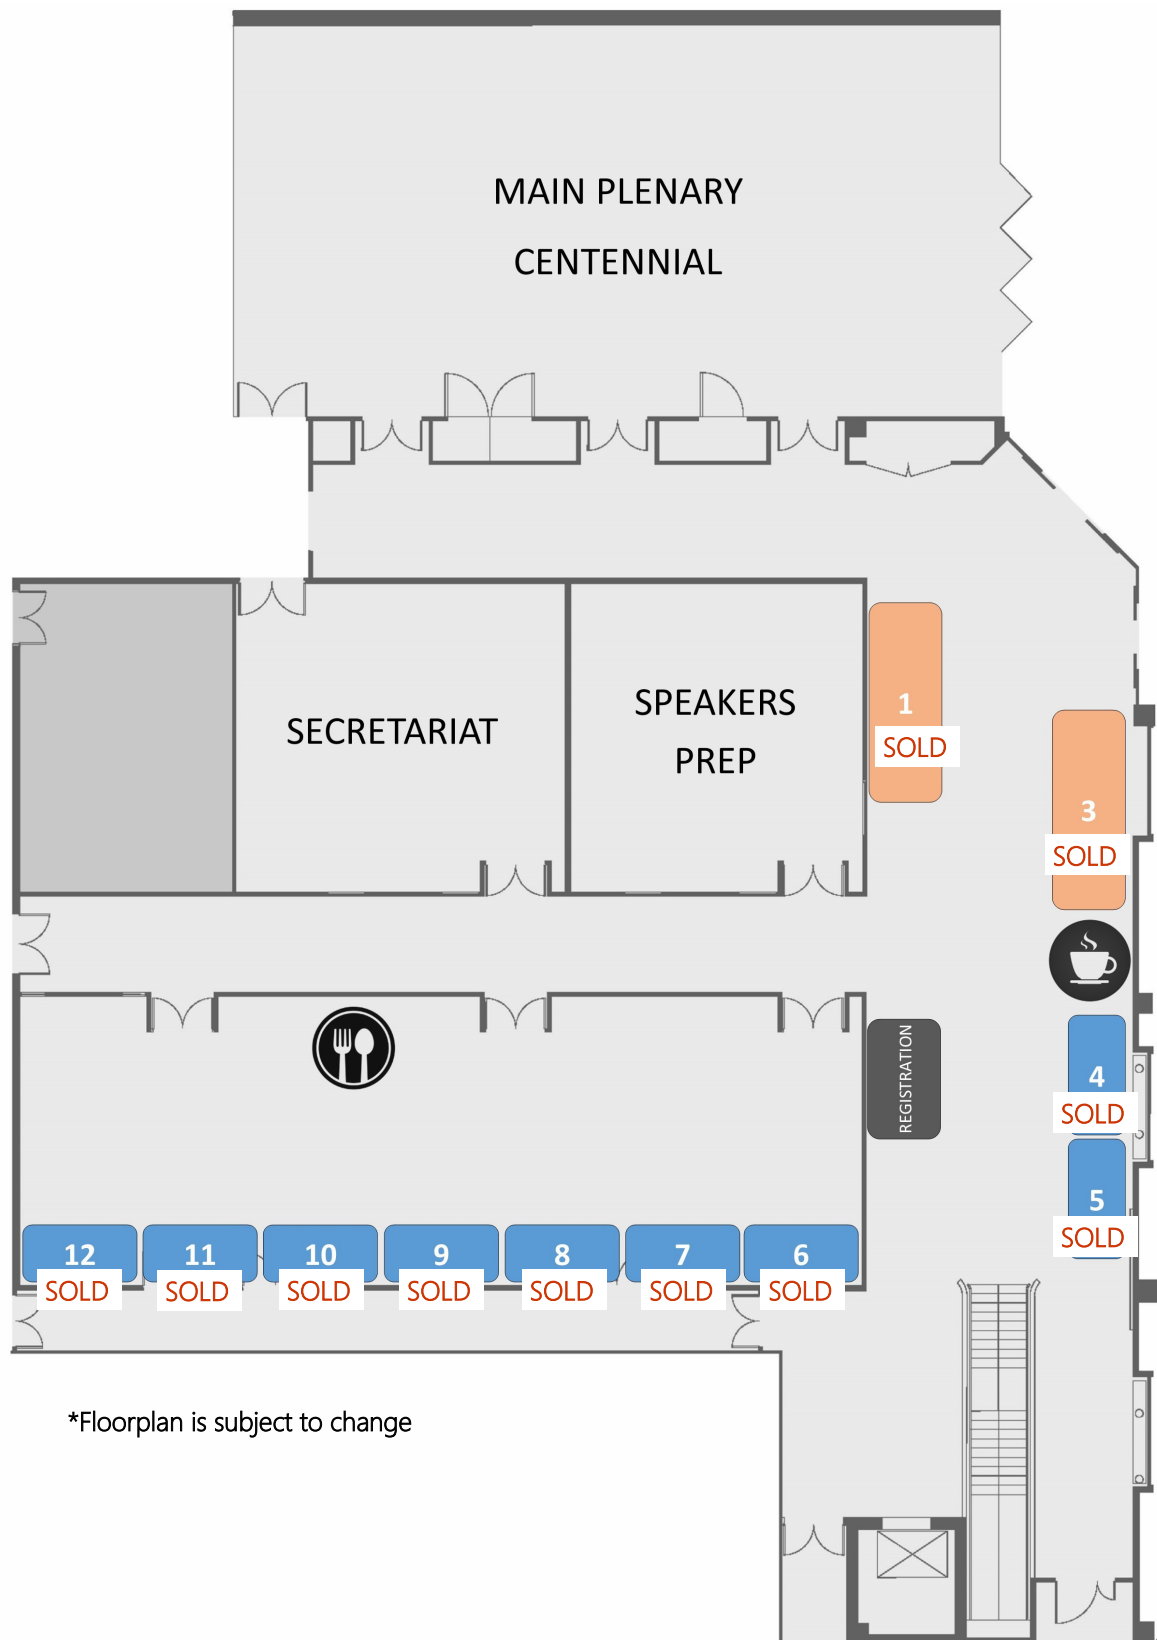 MAIN PLENARY
CENTENNIAL
SECRETARIAT
SPEAKERS
PREP
1
SOLD
3
SOLD
REGISTRATION
4
SOLD
5
SOLD
12
SOLD
11
SOLD
10
SOLD
9
SOLD
8
SOLD
7
SOLD
6
SOLD
*Floorplan is subject to change